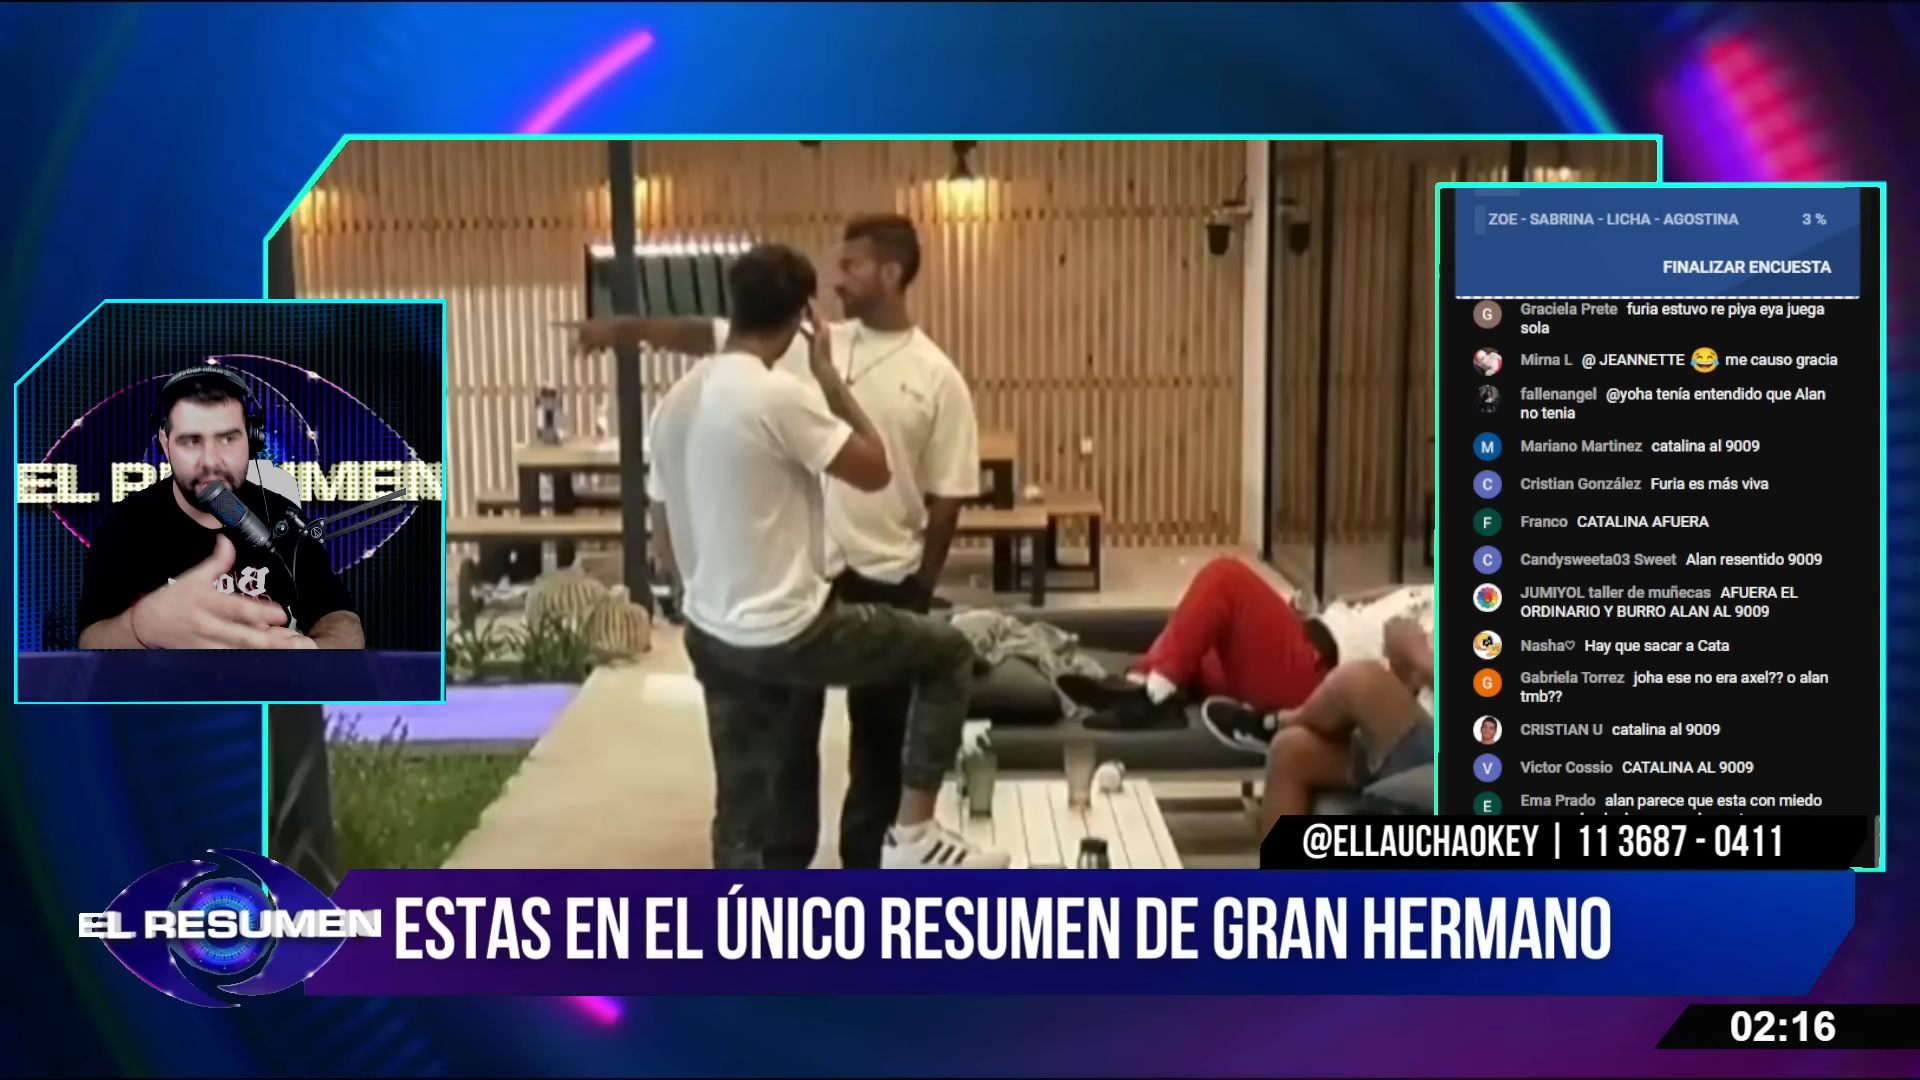 ZOE - SABRINA - LICHA - AGOSTINA 3 %
FINALIZAR ENCUESTA
G Graciela Prete furia estuvo re piya eya juega
sola
Mirna L @ JEANNETTE 😂 me causo gracia
fallenangel @yoha tenía entendido que Alan
no tenia
M Mariano Martinez catalina al 9009
C Cristian González Furia es más viva
F Franco CATALINA AFUERA
C Candysweeta03 Sweet Alan resentido 9009
JUMIYOL taller de muñecas AFUERA EL
ORDINARIO Y BURRO ALAN AL 9009
Nasha♡ Hay que sacar a Cata
G Gabriela Torrez joha ese no era axel?? o alan
tmb??
CRISTIAN U catalina al 9009
V Victor Cossio CATALINA AL 9009
E Ema Prado alan parece que esta con miedo
@ELLAUCHAOKEY | 11 3687 - 0411
EL RESUMEN
ESTAS EN EL ÚNICO RESUMEN DE GRAN HERMANO
02:16